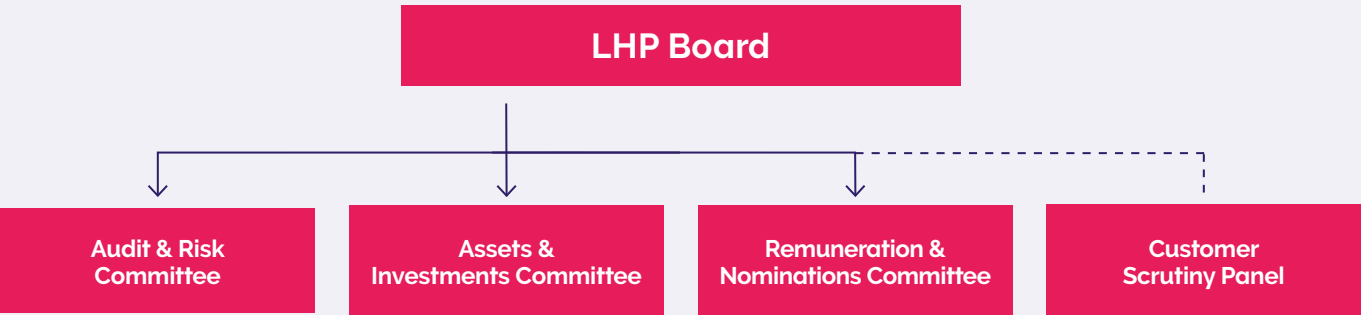 LHP Board
Audit & Risk
Committee
Assets &
Investments Committee
Remuneration &
Nominations Committee
Customer
Scrutiny Panel